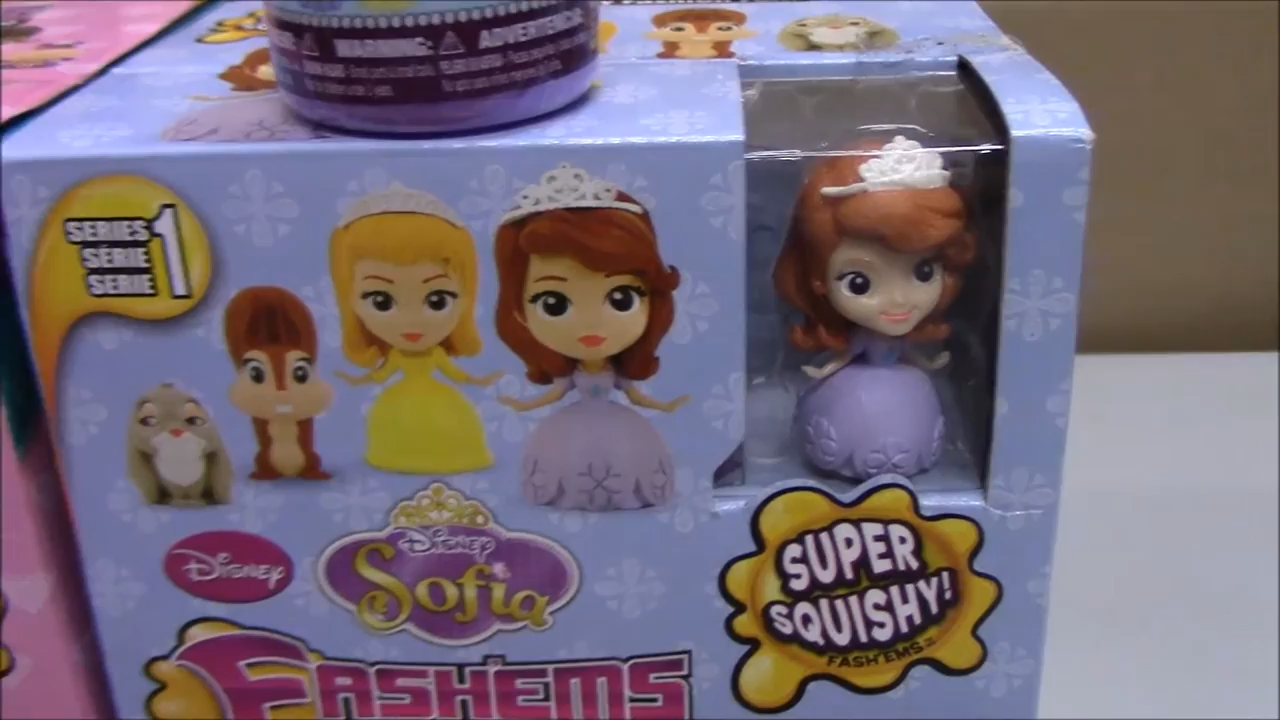 WARNING: ADVERTENCIA:
SERIES 1
SÉRIE
SERIE
Disney
Disney
Sofia
FASH'EMS
SUPER
SQUISHY!
FASH'EMS